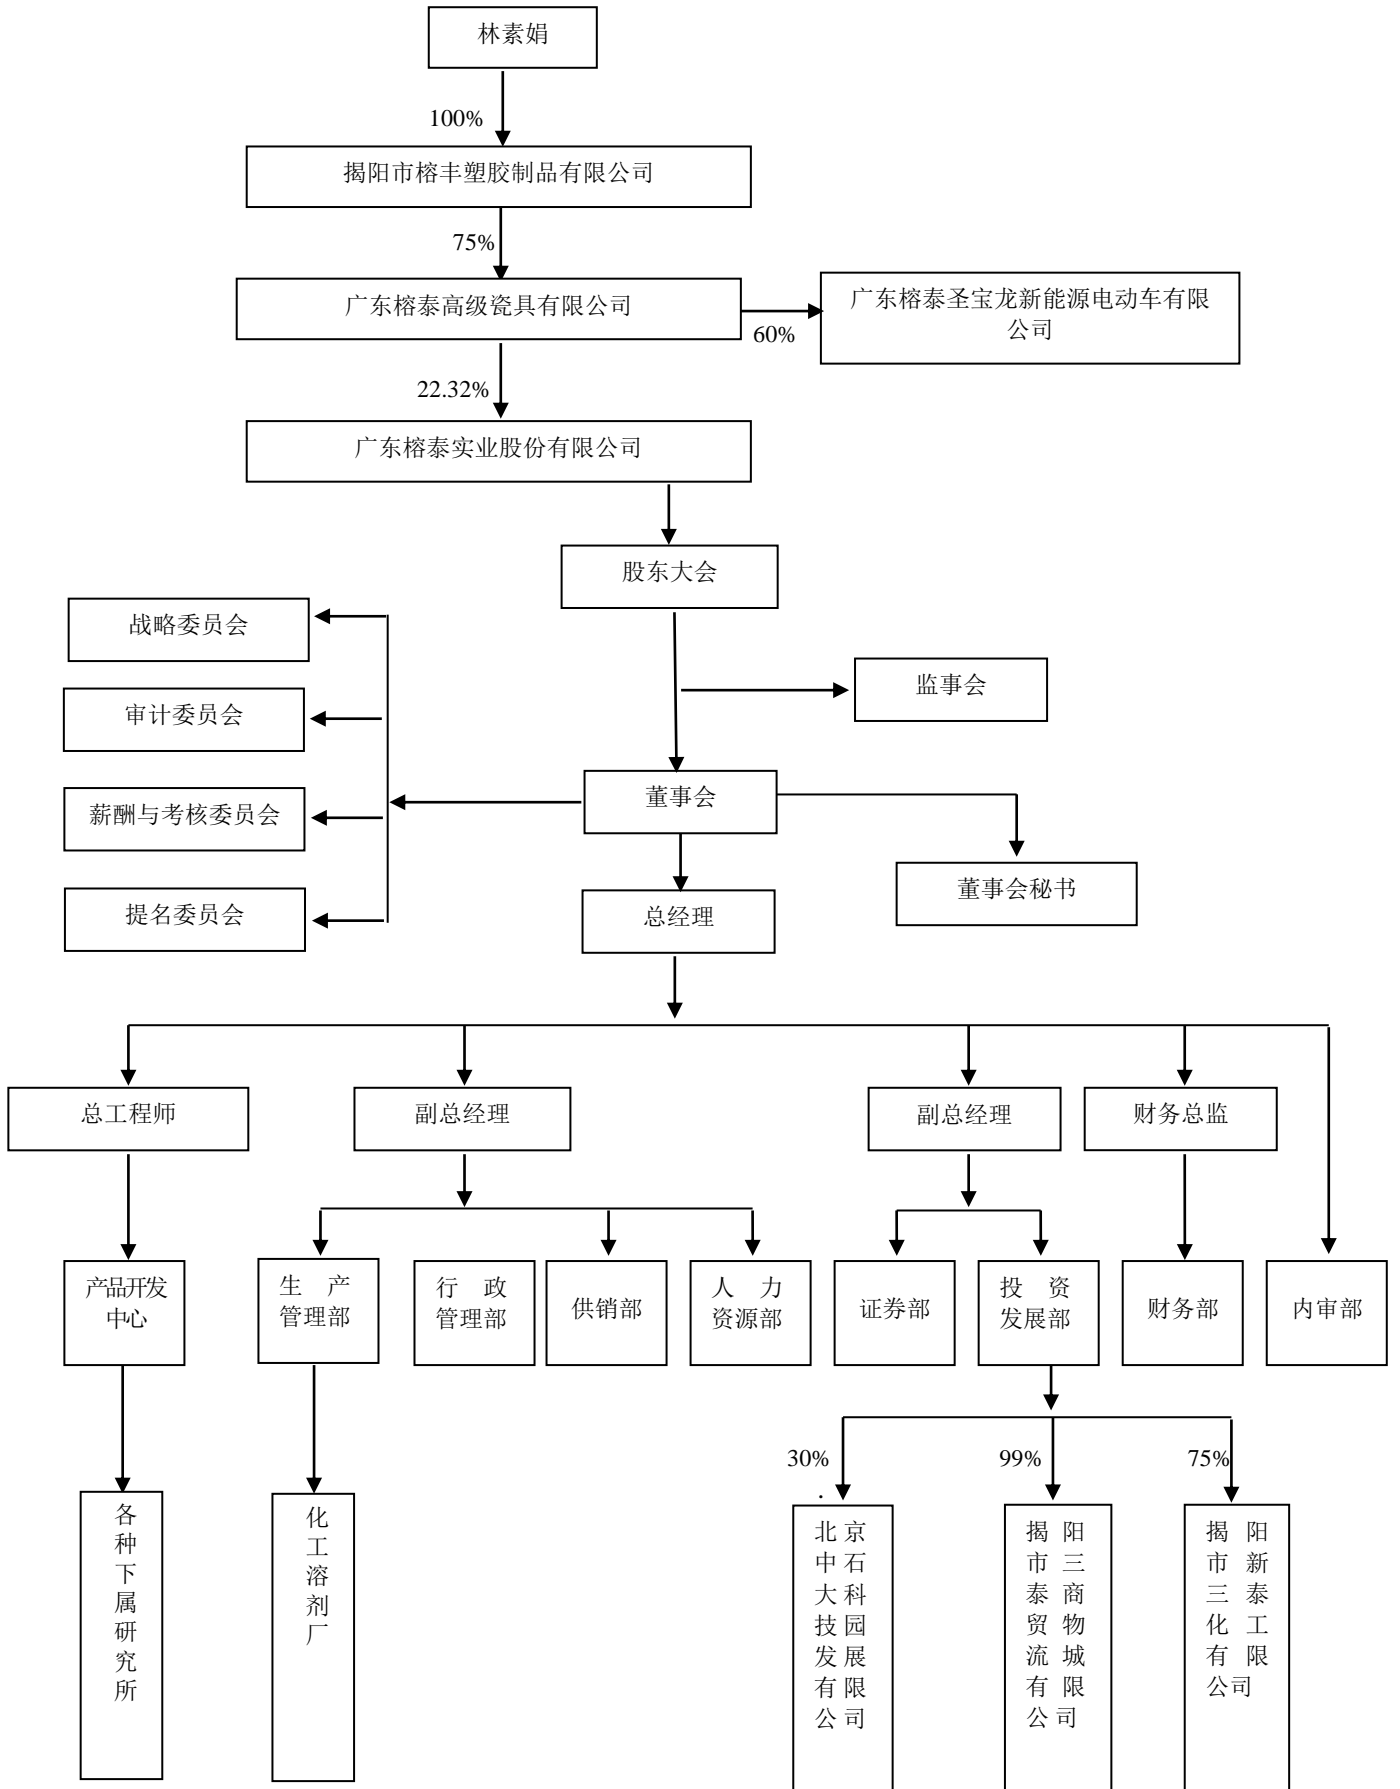 林素娟
100%
揭阳市榕丰塑胶制品有限公司
75%
广东榕泰高级瓷具有限公司
广东榕泰圣宝龙新能源电动车有限
公司
60%
22.32%
广东榕泰实业股份有限公司
股东大会
战略委员会
监事会
审计委员会
董事会
薪酬与考核委员会
董事会秘书
提名委员会
总经理
总工程师
副总经理
副总经理
财务总监
产品开发
中心
生 产
管理部
行 政
管理部
供销部
人 力
资源部
证券部
投 资
发展部
财务部
内审部
30%
99%
75%
.
各
种
下
属
研
究
所
化
工
溶
剂
厂
北 京
中 石
大 科
技 园
发 展
有 限
公 司
揭 阳
市 三
泰 商
贸 物
流 城
有 限
公 司
揭 阳
市 新
三 泰
化 工
有 限
公司